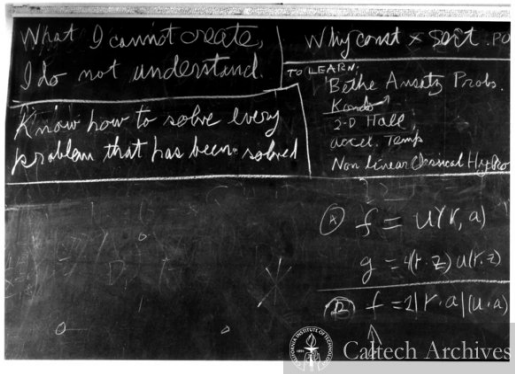 What I cannot create,
I do not understand.
Know how to solve every
problem that has been solved
Why const × sort .PO
TO LEARN:
Bethe Ansatz Probs.
Kondo
2-D Hall
accel. Temp
Non linear Classical Hydro
f = u(r, a)
g = 4(r·z) u(r, z)
f = 2|r·a|(u·a)
Caltech Archives